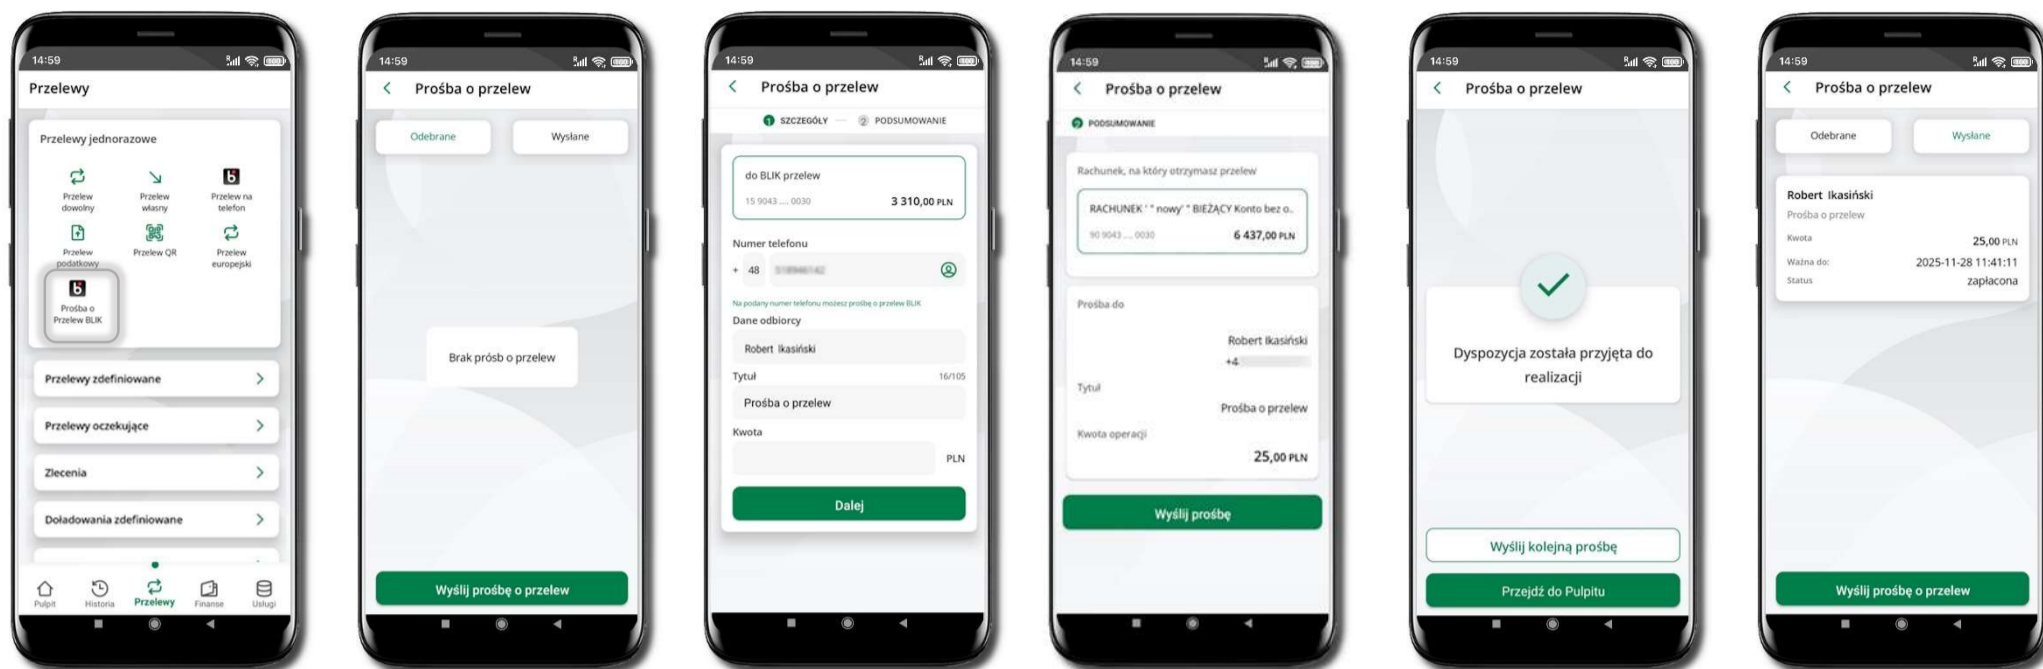 14:59
Przelewy
Przelewy jednorazowe
Przelew dowolny
Przelew własny
Przelew na telefon
Przelew podatkowy
Przelew QR
Przelew europejski
Prośba o Przelew BLIK
Przelewy zdefiniowane
Przelewy oczekujące
Zlecenia
Doładowania zdefiniowane
Pulpit Historia Przelewy Finanse Usługi
14:59
Prośba o przelew
Odebrane Wysłane
Brak próśb o przelew
Wyślij prośbę o przelew
14:59
Prośba o przelew
1 SZCZEGÓŁY 2 PODSUMOWANIE
do BLIK przelew
15 9043 .... 0030 3 310,00 PLN
Numer telefonu
+ 48
Na podany numer telefonu możesz prośbę o przelew BLIK
Dane odbiorcy
Robert Ikasiński
Tytuł 16/105
Prośba o przelew
Kwota
PLN
Dalej
14:59
Prośba o przelew
2 PODSUMOWANIE
Rachunek, na który otrzymasz przelew
RACHUNEK ' " nowy' " BIEŻĄCY Konto bez o..
90 9043 .... 0030 6 437,00 PLN
Prośba do
Robert Ikasiński
+4
Tytuł
Prośba o przelew
Kwota operacji
25,00 PLN
Wyślij prośbę
14:59
Prośba o przelew
Dyspozycja została przyjęta do
realizacji
Wyślij kolejną prośbę
Przejdź do Pulpitu
14:59
Prośba o przelew
Odebrane Wysłane
Robert Ikasiński
Prośba o przelew
Kwota 25,00 PLN
Ważna do: 2025-11-28 11:41:11
Status zapłacona
Wyślij prośbę o przelew